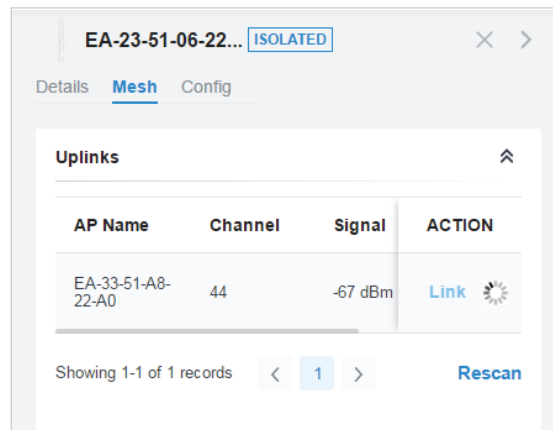 EA-23-51-06-22... ISOLATED
Details Mesh Config
Uplinks
AP Name Channel Signal ACTION
EA-33-51-A8-
22-A0 44 -67 dBm Link
Showing 1-1 of 1 records < 1 > Rescan